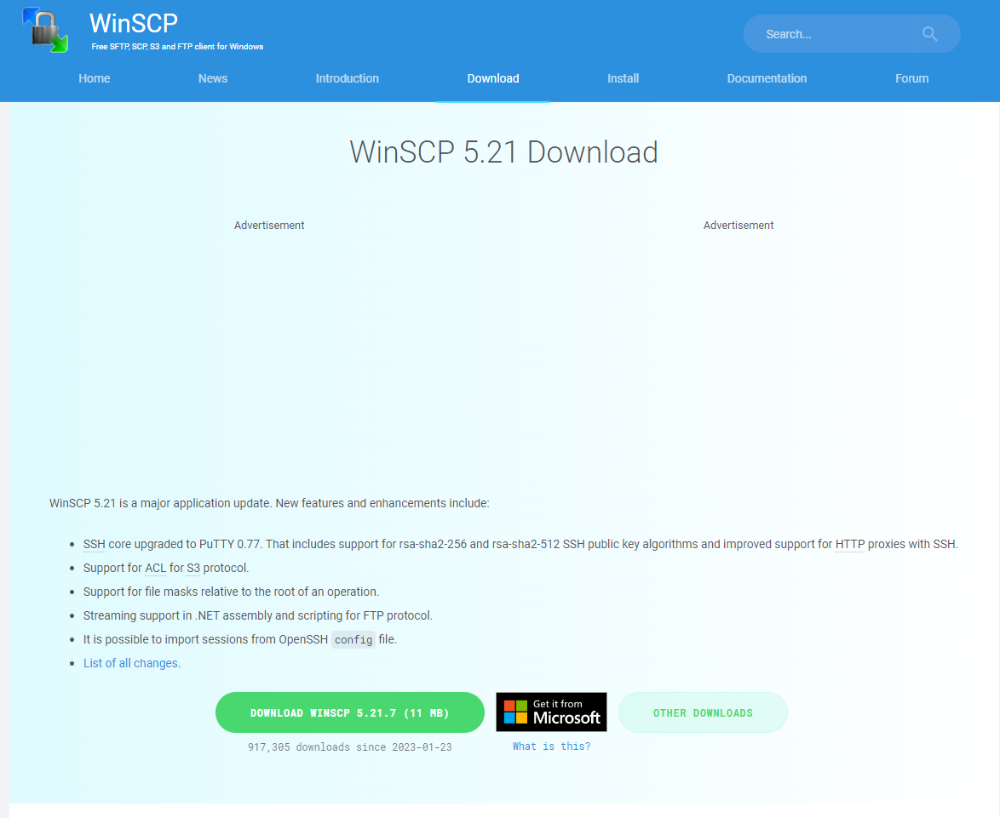 WinSCP
Free SFTP, SCP, S3 and FTP client for Windows
Search...
Home
News
Introduction
Download
Install
Documentation
Forum
WinSCP 5.21 Download
Advertisement
Advertisement
WinSCP 5.21 is a major application update. New features and enhancements include:
SSH core upgraded to PuTTY 0.77. That includes support for rsa-sha2-256 and rsa-sha2-512 SSH public key algorithms and improved support for HTTP proxies with SSH.
Support for ACL for S3 protocol.
Support for file masks relative to the root of an operation.
Streaming support in .NET assembly and scripting for FTP protocol.
It is possible to import sessions from OpenSSH config file.
List of all changes.
DOWNLOAD WINSCP 5.21.7 (11 MB)
Get it from
Microsoft
OTHER DOWNLOADS
917,305 downloads since 2023-01-23
What is this?